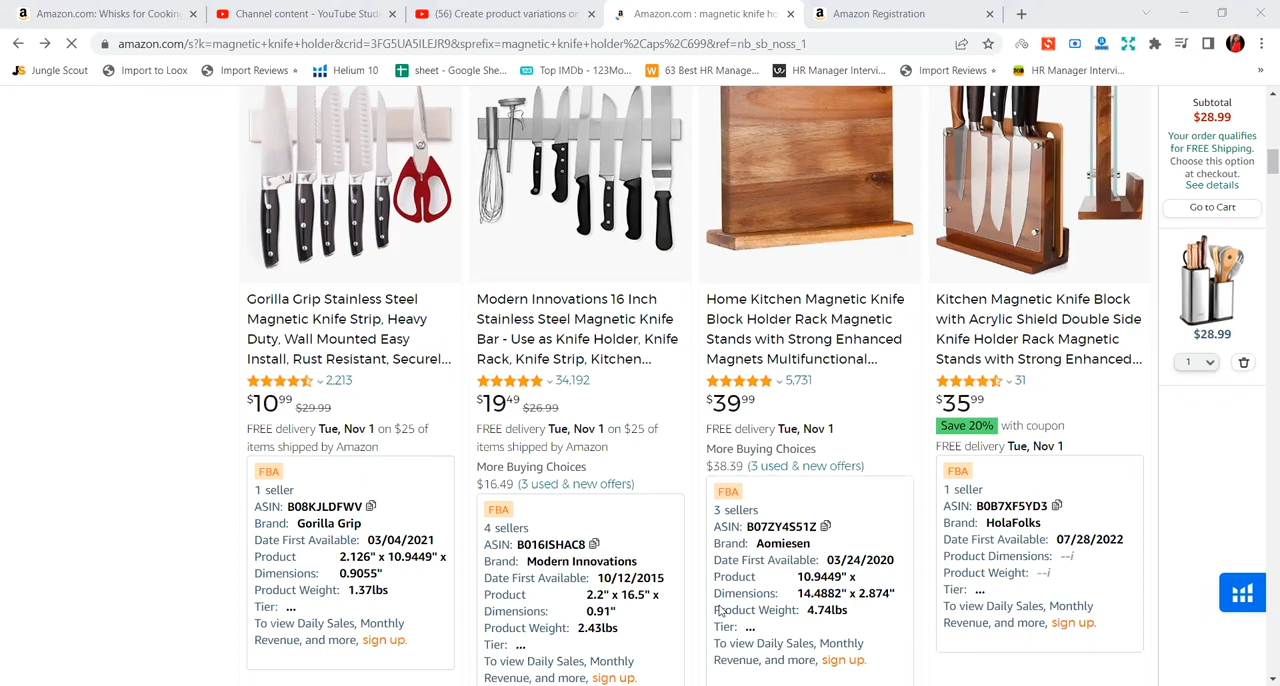 Amazon.com: Whisks for Cooking
Channel content - YouTube Stud
(56) Create product variations on
Amazon.com : magnetic knife ho
Amazon Registration
amazon.com/s?k=magnetic+knife+holder&crid=3FG5UA5ILEJR9&sprefix=magnetic+knife+holder%2Caps%2C699&ref=nb_sb_noss_1
Jungle Scout
Import to Loox
Import Reviews
Helium 10
sheet - Google She...
Top IMDb - 123Mo...
63 Best HR Manage...
HR Manager Intervi...
Import Reviews
HR Manager Intervi...
»
Gorilla Grip Stainless Steel
Magnetic Knife Strip, Heavy
Duty, Wall Mounted Easy
Install, Rust Resistant, Securel...
2,213
$10.99 $29.99
FREE delivery Tue, Nov 1 on $25 of
items shipped by Amazon
FBA
1 seller
ASIN: B08KJLDFWV
Brand: Gorilla Grip
Date First Available: 03/04/2021
Product 2.126" x 10.9449" x
Dimensions: 0.9055"
Product Weight: 1.37lbs
Tier: ...
To view Daily Sales, Monthly
Revenue, and more, sign up.
Modern Innovations 16 Inch
Stainless Steel Magnetic Knife
Bar - Use as Knife Holder, Knife
Rack, Knife Strip, Kitchen...
34,192
$19.49 $26.99
FREE delivery Tue, Nov 1 on $25 of
items shipped by Amazon
More Buying Choices
$16.49 (3 used & new offers)
FBA
4 sellers
ASIN: B016ISHAC8
Brand: Modern Innovations
Date First Available: 10/12/2015
Product 2.2" x 16.5" x
Dimensions: 0.91"
Product Weight: 2.43lbs
Tier: ...
To view Daily Sales, Monthly
Revenue, and more, sign up.
Home Kitchen Magnetic Knife
Block Holder Rack Magnetic
Stands with Strong Enhanced
Magnets Multifunctional...
5,731
$39.99
FREE delivery Tue, Nov 1
More Buying Choices
$38.39 (3 used & new offers)
FBA
3 sellers
ASIN: B07ZY4S51Z
Brand: Aomiesen
Date First Available: 03/24/2020
Product 10.9449" x
Dimensions: 14.4882" x 2.874"
Product Weight: 4.74lbs
Tier: ...
To view Daily Sales, Monthly
Revenue, and more, sign up.
Kitchen Magnetic Knife Block
with Acrylic Shield Double Side
Knife Holder Rack Magnetic
Stands with Strong Enhanced...
31
$35.99
Save 20% with coupon
FREE delivery Tue, Nov 1
FBA
1 seller
ASIN: B0B7XF5YD3
Brand: HolaFolks
Date First Available: 07/28/2022
Product Dimensions: --i
Product Weight: --i
Tier: ...
To view Daily Sales, Monthly
Revenue, and more, sign up.
Subtotal
$28.99
Your order qualifies
for FREE Shipping.
Choose this option
at checkout.
See details
Go to Cart
$28.99
1